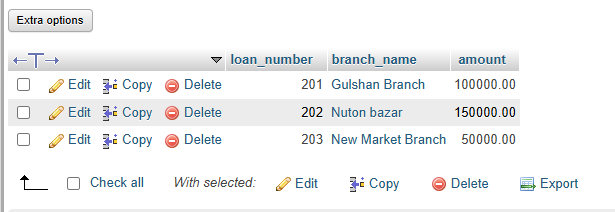 Extra options
←T→ loan_number branch_name amount
Edit Copy Delete 201 Gulshan Branch 100000.00
Edit Copy Delete 202 Nuton bazar 150000.00
Edit Copy Delete 203 New Market Branch 50000.00
Check all With selected: Edit Copy Delete Export